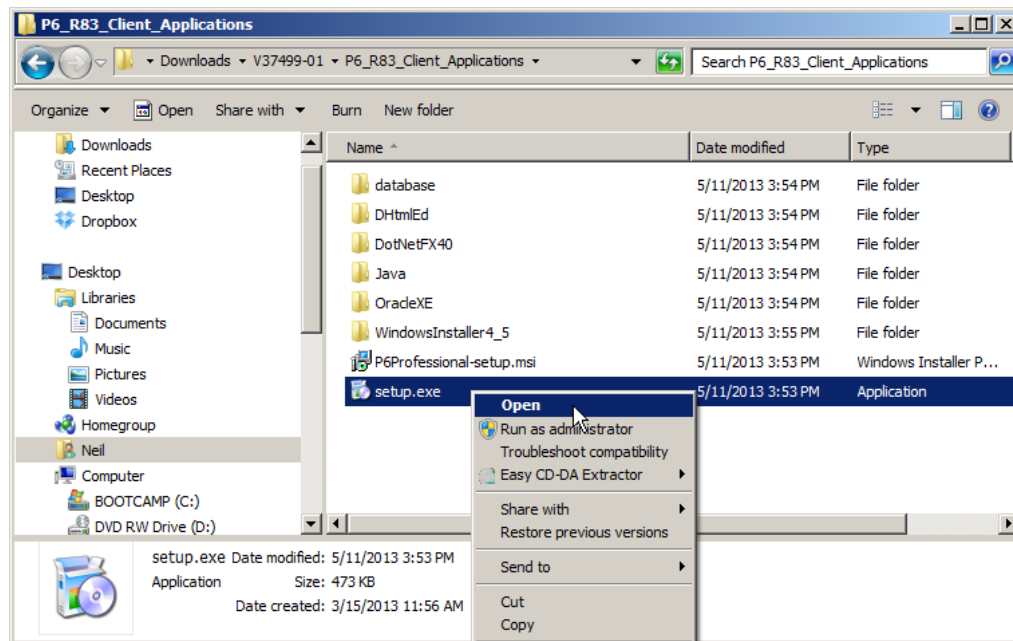 P6_R83_Client_Applications
Downloads V37499-01 P6_R83_Client_Applications Search P6_R83_Client_Applications
Organize Open Share with Burn New folder
Downloads
Recent Places
Desktop
Dropbox
Desktop
Libraries
Documents
Music
Pictures
Videos
Homegroup
Neil
Computer
BOOTCAMP (C:)
DVD RW Drive (D:)
Name Date modified Type
database 5/11/2013 3:54 PM File folder
DHtmlEd 5/11/2013 3:54 PM File folder
DotNetFX40 5/11/2013 3:54 PM File folder
Java 5/11/2013 3:54 PM File folder
OracleXE 5/11/2013 3:54 PM File folder
WindowsInstaller4_5 5/11/2013 3:55 PM File folder
P6Professional-setup.msi 5/11/2013 3:53 PM Windows Installer P...
setup.exe 5/11/2013 3:53 PM Application
Open
Run as administrator
Troubleshoot compatibility
Easy CD-DA Extractor
Share with
Restore previous versions
Send to
Cut
Copy
setup.exe Date modified: 5/11/2013 3:53 PM
Application Size: 473 KB
Date created: 3/15/2013 11:56 AM